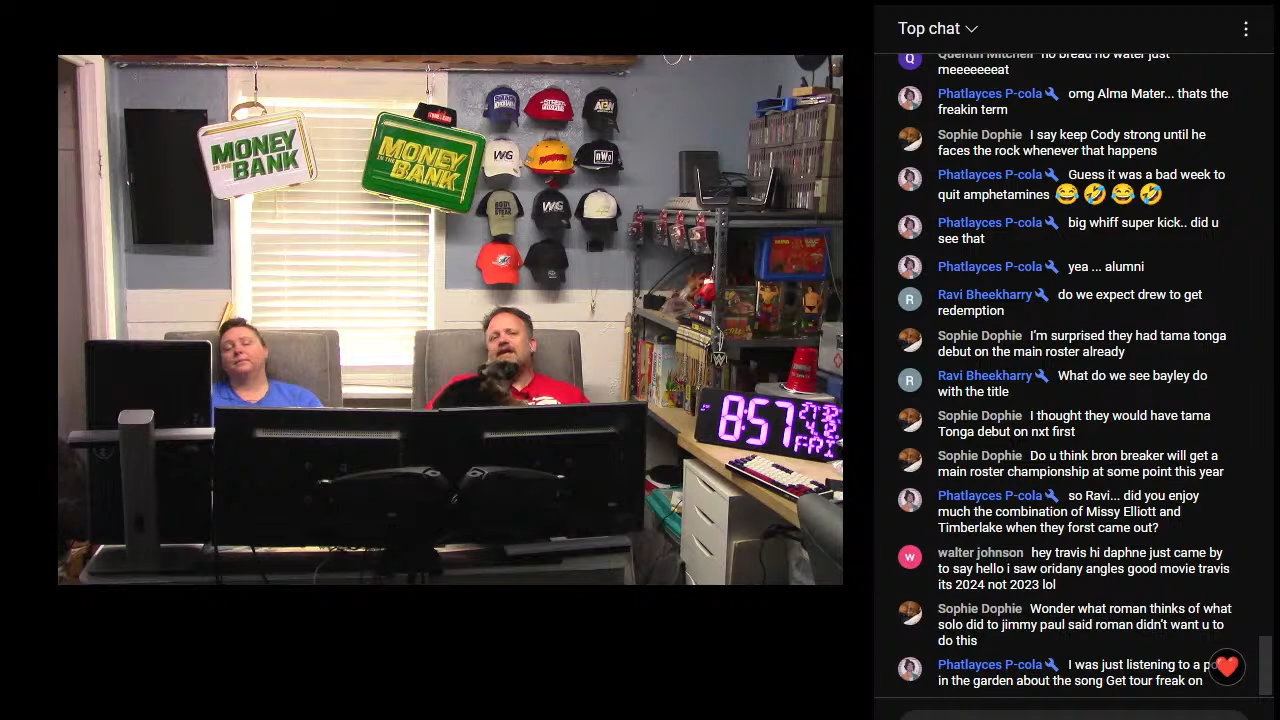 Top chat
meeeeeeat
Phatlayces P-cola omg Alma Mater... thats the
freakin term
Sophie Dophie I say keep Cody strong until he
faces the rock whenever that happens
Phatlayces P-cola Guess it was a bad week to
quit amphetamines 😂 🤣 😂 🤣
Phatlayces P-cola big whiff super kick.. did u
see that
Phatlayces P-cola yea ... alumni
R
Ravi Bheekharry do we expect drew to get
redemption
Sophie Dophie I'm surprised they had tama tonga
debut on the main roster already
R
Ravi Bheekharry What do we see bayley do
with the title
Sophie Dophie I thought they would have tama
Tonga debut on nxt first
Sophie Dophie Do u think bron breaker will get a
main roster championship at some point this year
Phatlayces P-cola so Ravi... did you enjoy
much the combination of Missy Elliott and
Timberlake when they forst came out?
w
walter johnson hey travis hi daphne just came by
to say hello i saw oridany angles good movie travis
its 2024 not 2023 lol
Sophie Dophie Wonder what roman thinks of what
solo did to jimmy paul said roman didn't want u to
do this
Phatlayces P-cola I was just listening to a
in the garden about the song Get tour freak on
MONEY
IN THE BANK
MONEY
IN THE BANK
nWo
8:57
FRI